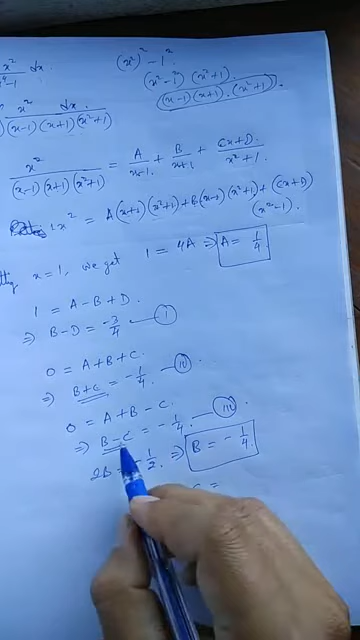 x² / x⁴-1 dx.
(x²)² - 1².
(x²-1²) (x²+1).
(x-1) (x+1) . (x²+1).
x² dx. / (x-1) (x+1) (x²+1)
x² / (x-1) (x+1) (x²+1) = A / x-1 + B / x+1 + Cx+D. / x²+1.
1x² = A(x+1)(x²+1)+B(x-1)(x²+1)+(Cx+D)
(x²-1).
x=1, we get 1 = 4A ⇒ A = 1/4
1 = A-B+D.
⇒ B-D = -3/4 — I
0 = A+B+C.
⇒ B+C = -1/4. — II
0 = A+B-C.
⇒ B-C = -1/4. — III
2B = -1/2. ⇒ B = -1/4.